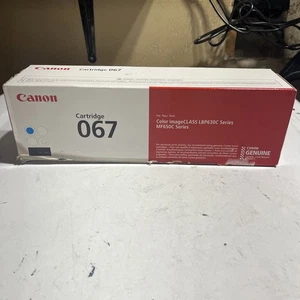 Canon
Cartridge
067
Color imageCLASS LBP630C Series
MF650C Series
Canon
GENUINE